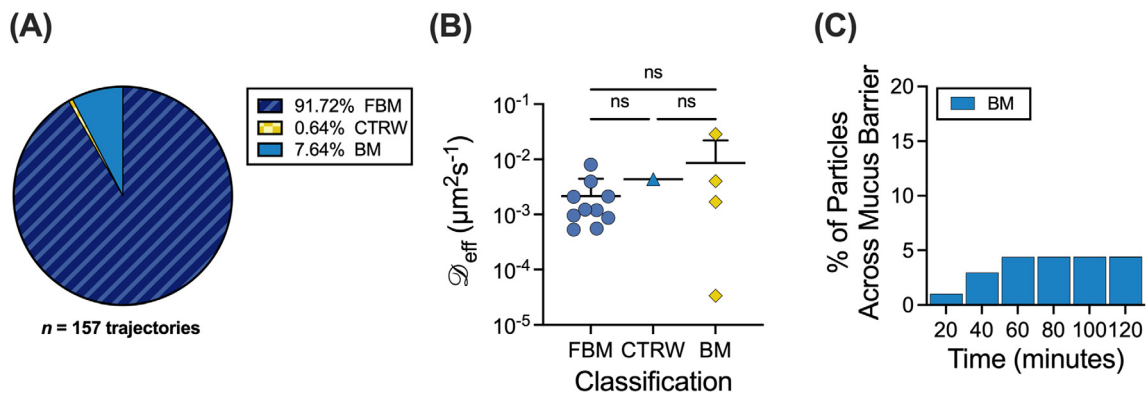 (A)
91.72% FBM
0.64% CTRW
7.64% BM
n = 157 trajectories
(B)
ns
ns ns
10-1
10-2
10-3
10-4
10-5
𝒟eff (µm2s-1)
FBM CTRW BM
Classification
(C)
BM
% of Particles
Across Mucus Barrier
20
15
10
5
0
20 40 60 80 100 120
Time (minutes)